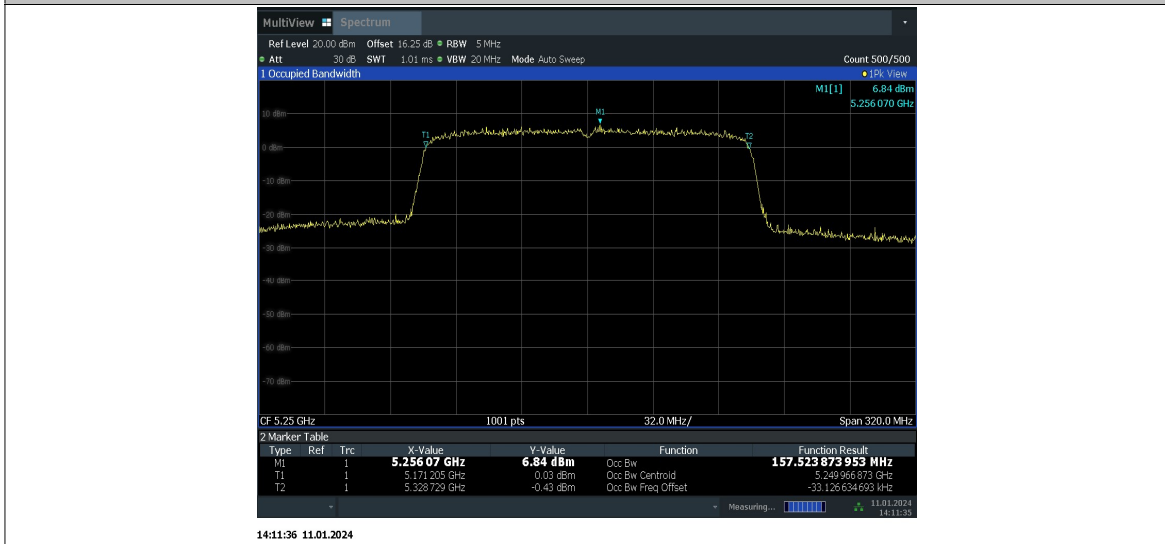 MultiView Spectrum
Ref Level 20.00 dBm Offset 16.25 dB RBW 5 MHz
Att 30 dB SWT 1.01 ms VBW 20 MHz Mode Auto Sweep Count 500/500
1 Occupied Bandwidth 1Pk View
M1[1] 6.84 dBm
5.256 070 GHz
10 dBm
M1
T1
T2
0 dBm
-10 dBm
-20 dBm
-30 dBm
-40 dBm
-50 dBm
-60 dBm
-70 dBm
CF 5.25 GHz 1001 pts 32.0 MHz/ Span 320.0 MHz
2 Marker Table
Type Ref Trc X-Value Y-Value Function Function Result
M1 1 5.256 07 GHz 6.84 dBm Occ Bw 157.523 873 953 MHz
T1 1 5.171 205 GHz 0.03 dBm Occ Bw Centroid 5.249 966 873 GHz
T2 1 5.328 729 GHz -0.43 dBm Occ Bw Freq Offset -33.126 634 693 kHz
Measuring... 11.01.2024
14:11:35
14:11:36 11.01.2024